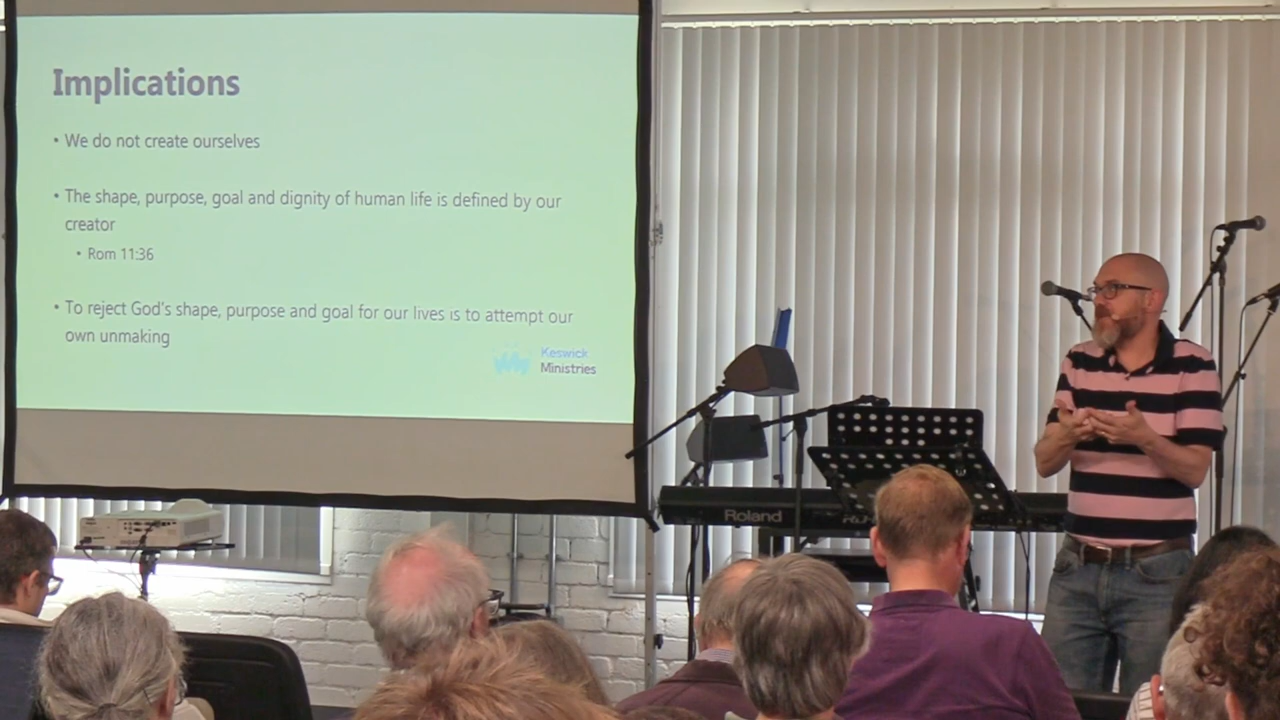 Implications
• We do not create ourselves
• The shape, purpose, goal and dignity of human life is defined by our
creator
• Rom 11:36
• To reject God's shape, purpose and goal for our lives is to attempt our
own unmaking
Keswick
Ministries
Roland